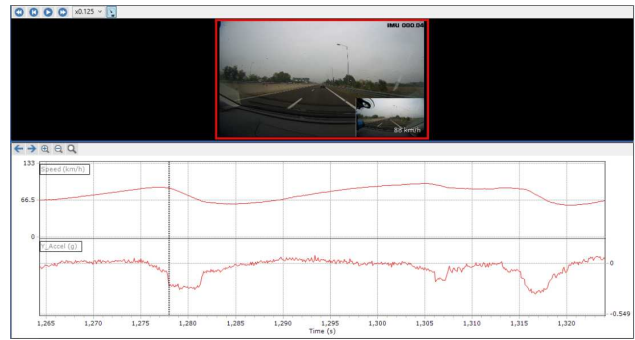 x0.125
IMU 000.04
88 km/h
133
Speed (km/h)
66.5
0
Y_Accel (g)
0
-0.549
1,265 1,270 1,275 1,280 1,285 1,290 1,295 1,300 1,305 1,310 1,315 1,320
Time (s)